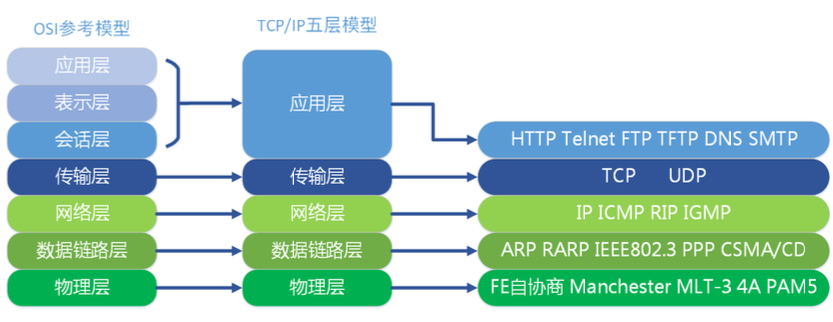 OSI参考模型
TCP/IP五层模型
应用层
表示层
会话层
应用层
HTTP Telnet FTP TFTP DNS SMTP
传输层
传输层
TCP UDP
网络层
网络层
IP ICMP RIP IGMP
数据链路层
数据链路层
ARP RARP IEEE802.3 PPP CSMA/CD
物理层
物理层
FE自协商 Manchester MLT-3 4A PAM5